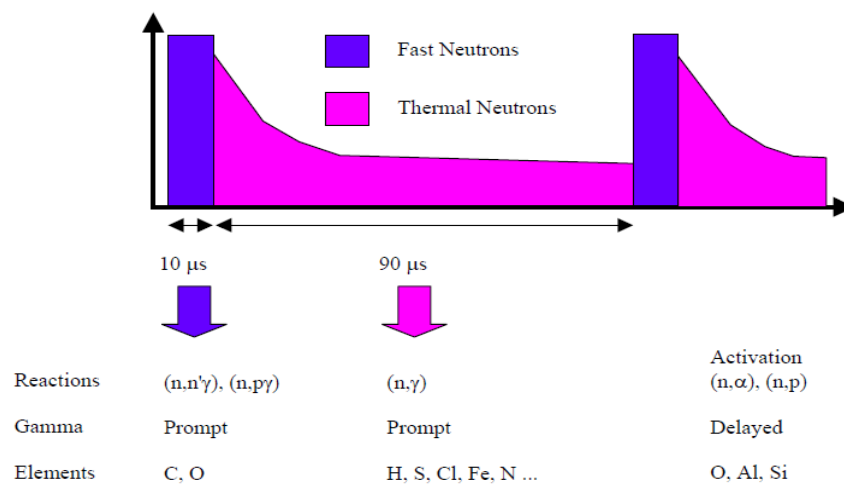 Fast Neutrons
Thermal Neutrons
10 μs 90 μs
Activation
Reactions (n,n'γ), (n,pγ) (n,γ) (n,α), (n,p)
Gamma Prompt Prompt Delayed
Elements C, O H, S, Cl, Fe, N ... O, Al, Si